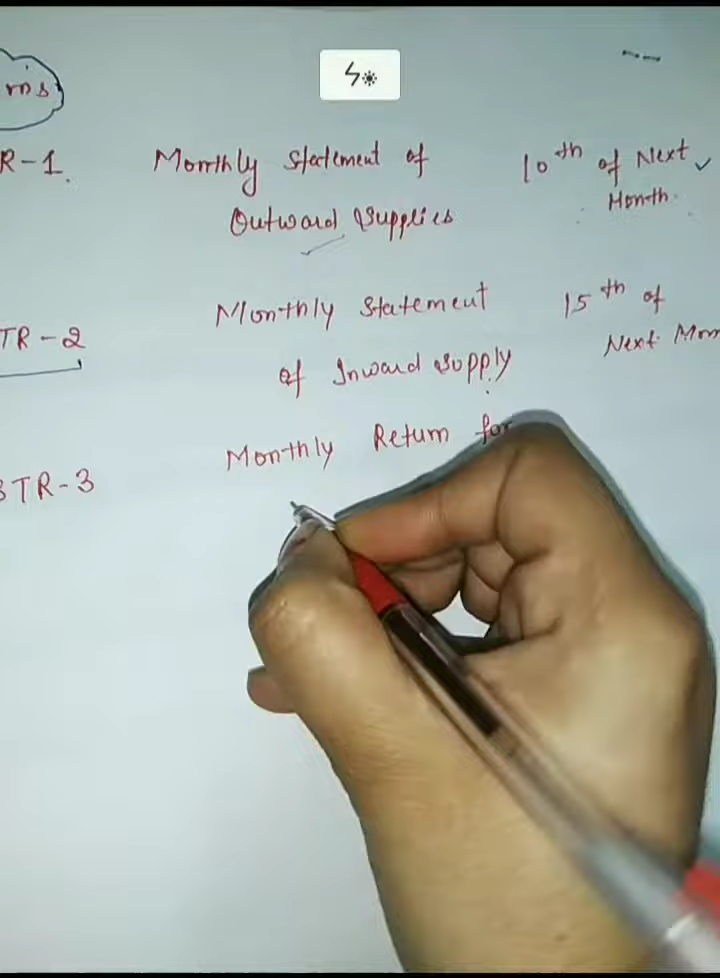 rns
R-1. Monthly Statement of 10th of Next
Outward Supplies Month.
TR-2 Monthly Statement 15th of
of Inward Supply Next Mon
STR-3 Monthly Return for